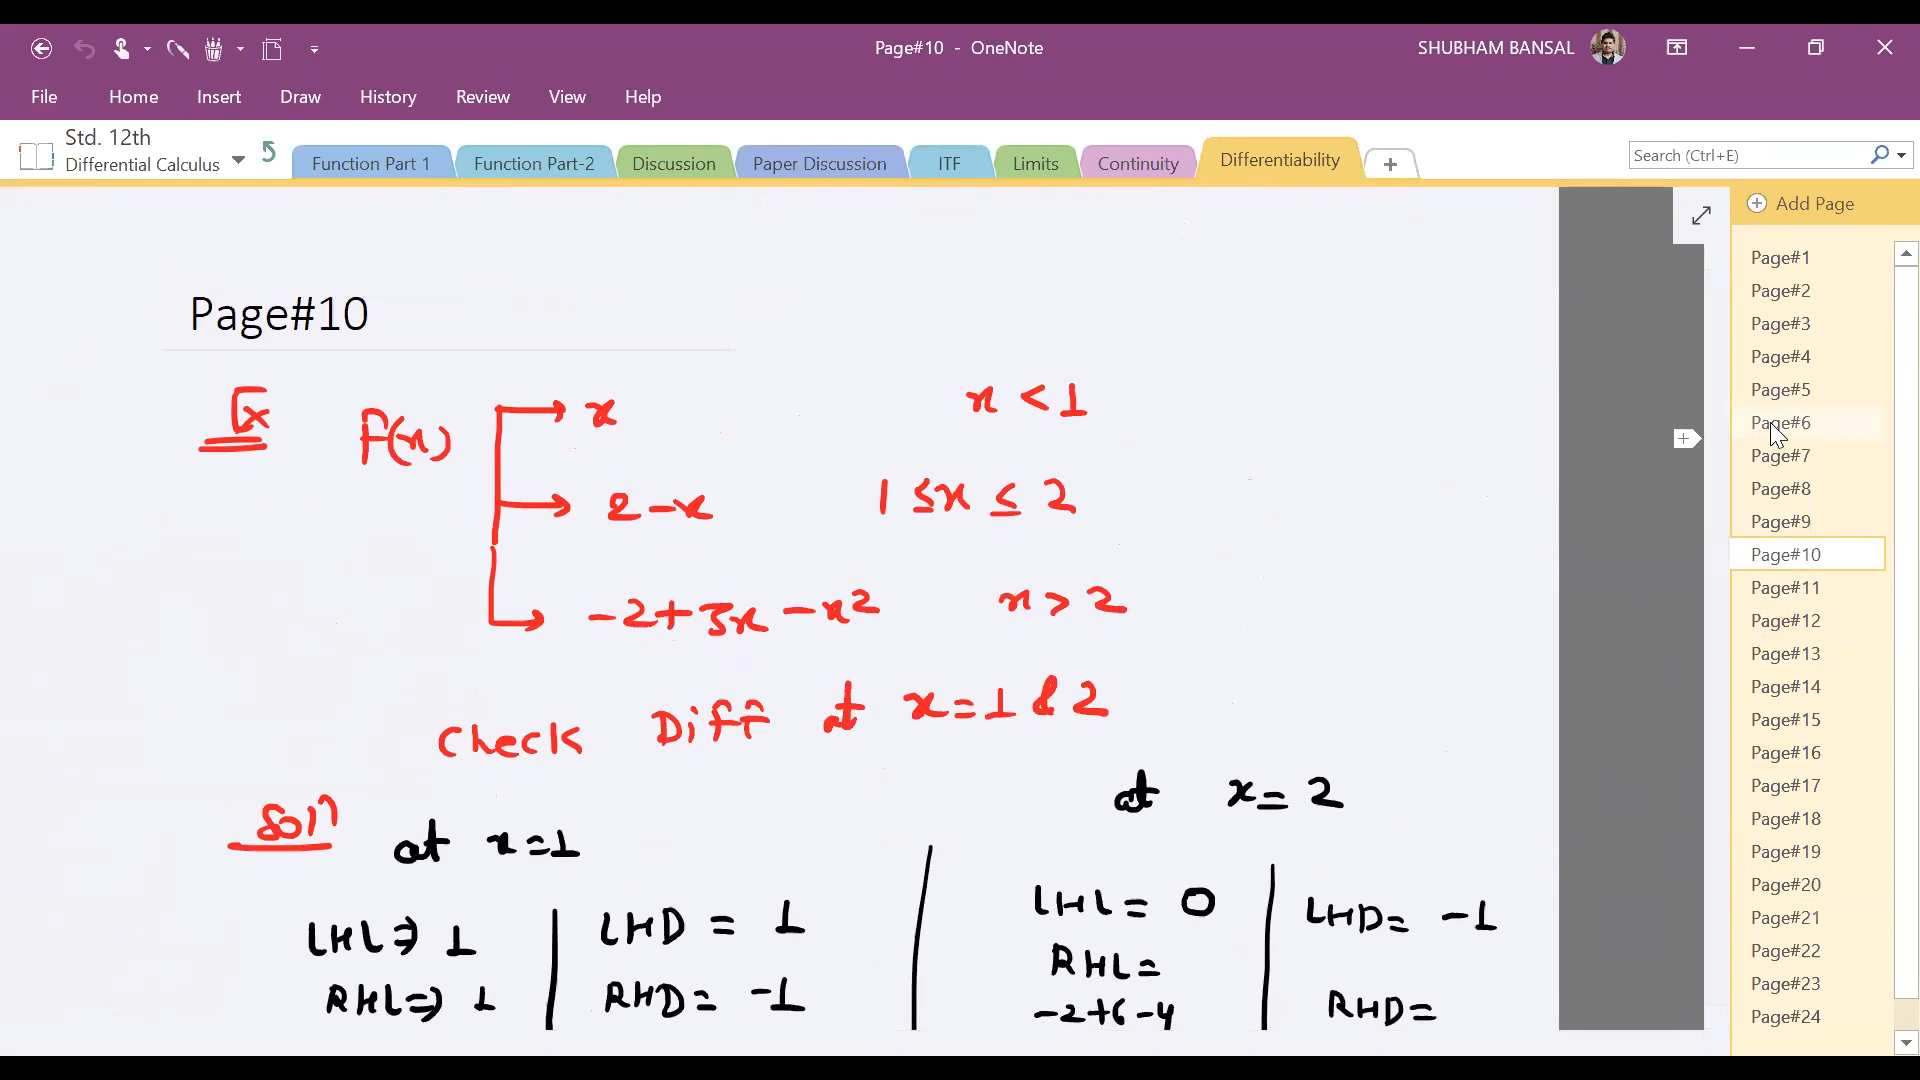 Page#10 - OneNote
SHUBHAM BANSAL
File Home Insert Draw History Review View Help
Std. 12th
Differential Calculus
Function Part 1 Function Part-2 Discussion Paper Discussion ITF Limits Continuity Differentiability +
Search (Ctrl+E)
+ Add Page
Page#1
Page#2
Page#3
Page#4
Page#5
Page#6
Page#7
Page#8
Page#9
Page#10
Page#11
Page#12
Page#13
Page#14
Page#15
Page#16
Page#17
Page#18
Page#19
Page#20
Page#21
Page#22
Page#23
Page#24
Page#10
Ex F(x) → x x < 1
→ 2 - x 1 ≤ x ≤ 2
→ -2 + 3x - x² x > 2
Check Diff at x = 1 & 2
Soln at x = 1
LHL ⇒ 1
RHL ⇒ 1
LHD = 1
RHD = -1
at x = 2
LHL = 0
RHL =
-2+6-4
LHD = -1
RHD =